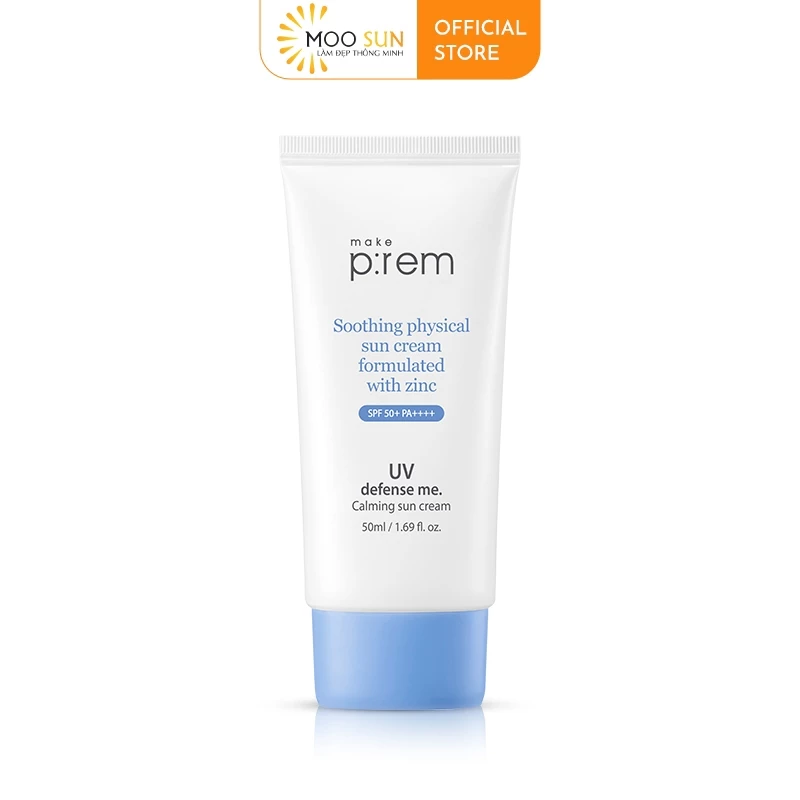 MOO SUN
LÀM ĐẸP THÔNG MINH
OFFICIAL
STORE
make
p:rem
Soothing physical
sun cream
formulated
with zinc
SPF 50+ PA++++
UV
defense me.
Calming sun cream
50ml / 1.69 fl. oz.